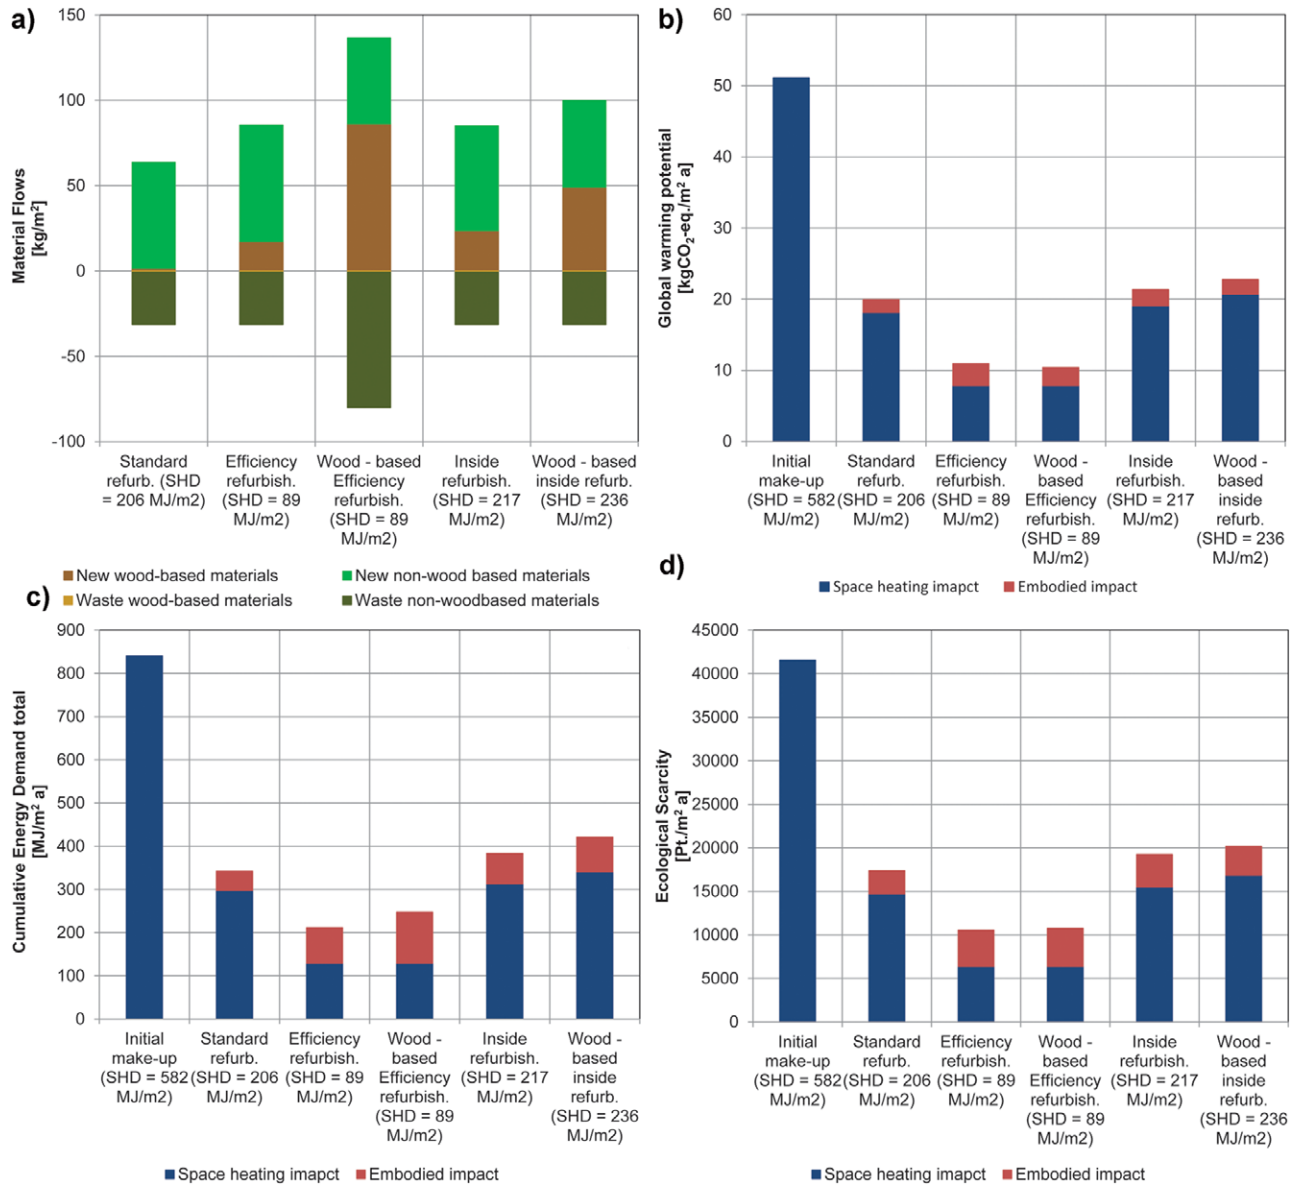 a)
150
100
50
0
-50
-100
Material Flows
[kg/m²]
Standard
refurb. (SHD
= 206 MJ/m2)
Efficiency
refurbish.
(SHD = 89
MJ/m2)
Wood - based
Efficiency
refurbish.
(SHD = 89
MJ/m2)
Inside
refurbish.
(SHD = 217
MJ/m2)
Wood - based
inside refurb.
(SHD = 236
MJ/m2)
New wood-based materials
New non-wood based materials
Waste wood-based materials
Waste non-woodbased materials
b)
60
50
40
30
20
10
0
Global warming potential
[kgCO₂-eq./m² a]
Initial
make-up
(SHD = 582
MJ/m2)
Standard
refurb.
(SHD = 206
MJ/m2)
Efficiency
refurbish.
(SHD = 89
MJ/m2)
Wood -
based
Efficiency
refurbish.
(SHD = 89
MJ/m2)
Inside
refurbish.
(SHD = 217
MJ/m2)
Wood -
based
inside
refurb.
(SHD = 236
MJ/m2)
Space heating imapct
Embodied impact
c)
900
800
700
600
500
400
300
200
100
0
Cumulative Energy Demand total
[MJ/m² a]
Initial
make-up
(SHD = 582
MJ/m2)
Standard
refurb.
(SHD = 206
MJ/m2)
Efficiency
refurbish.
(SHD = 89
MJ/m2)
Wood -
based
Efficiency
refurbish.
(SHD = 89
MJ/m2)
Inside
refurbish.
(SHD = 217
MJ/m2)
Wood -
based
inside
refurb.
(SHD = 236
MJ/m2)
Space heating imapct
Embodied impact
d)
45000
40000
35000
30000
25000
20000
15000
10000
5000
0
Ecological Scarcity
[Pt./m² a]
Initial
make-up
(SHD = 582
MJ/m2)
Standard
refurb.
(SHD = 206
MJ/m2)
Efficiency
refurbish.
(SHD = 89
MJ/m2)
Wood -
based
Efficiency
refurbish.
(SHD = 89
MJ/m2)
Inside
refurbish.
(SHD = 217
MJ/m2)
Wood -
based
inside
refurb.
(SHD = 236
MJ/m2)
Space heating imapct
Embodied impact